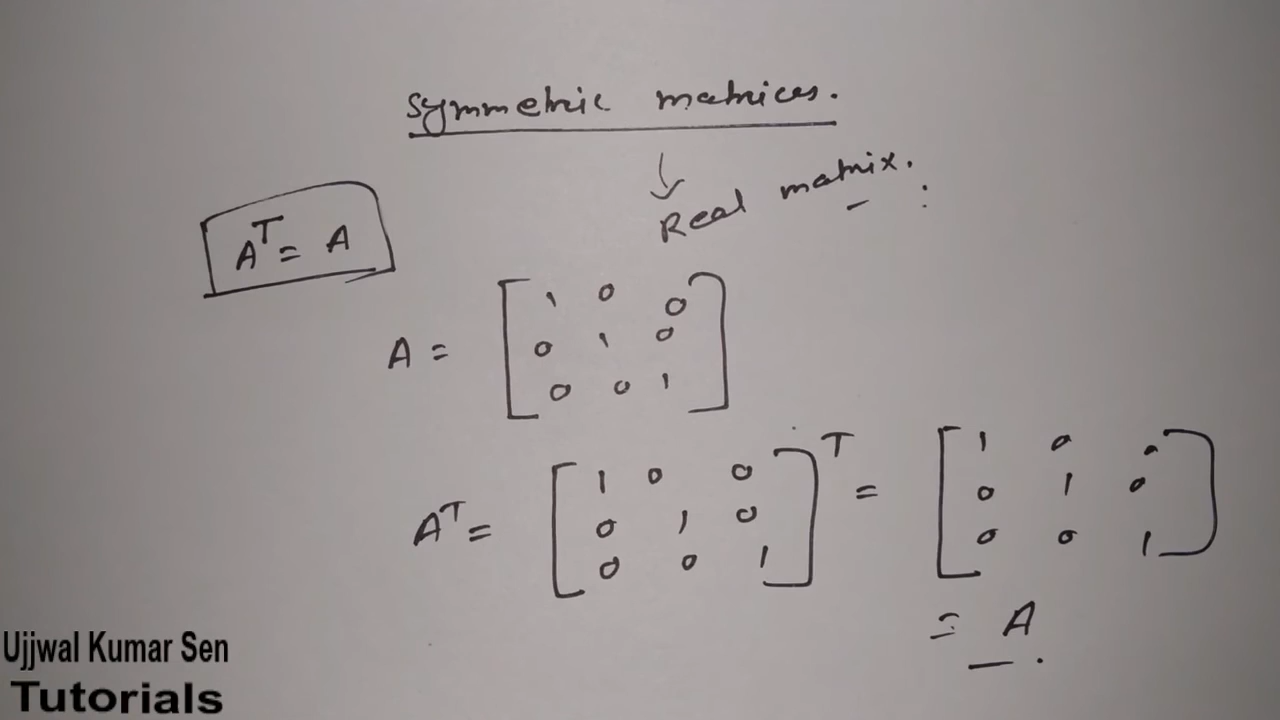 Symmetric matrices.
↓
Real matrix.
A^T = A
A = [ 1 0 0
0 1 0
0 0 1 ]
A^T = [ 1 0 0
0 1 0
0 0 1 ]^T = [ 1 0 0
0 1 0
0 0 1 ]
= A
Ujjwal Kumar Sen
Tutorials